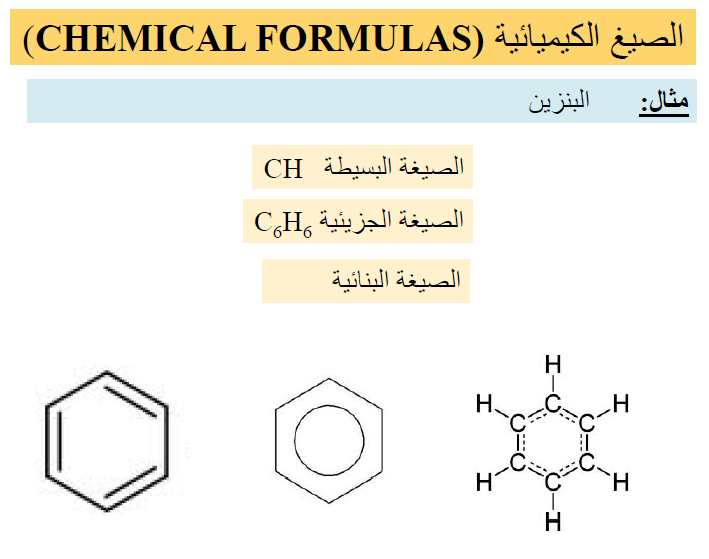 الصيغ الكيميائية (CHEMICAL FORMULAS)
مثال: البنزين
الصيغة البسيطة CH
الصيغة الجزيئية C₆H₆
الصيغة البنائية
H
H C H
C C
C C
H C H
H